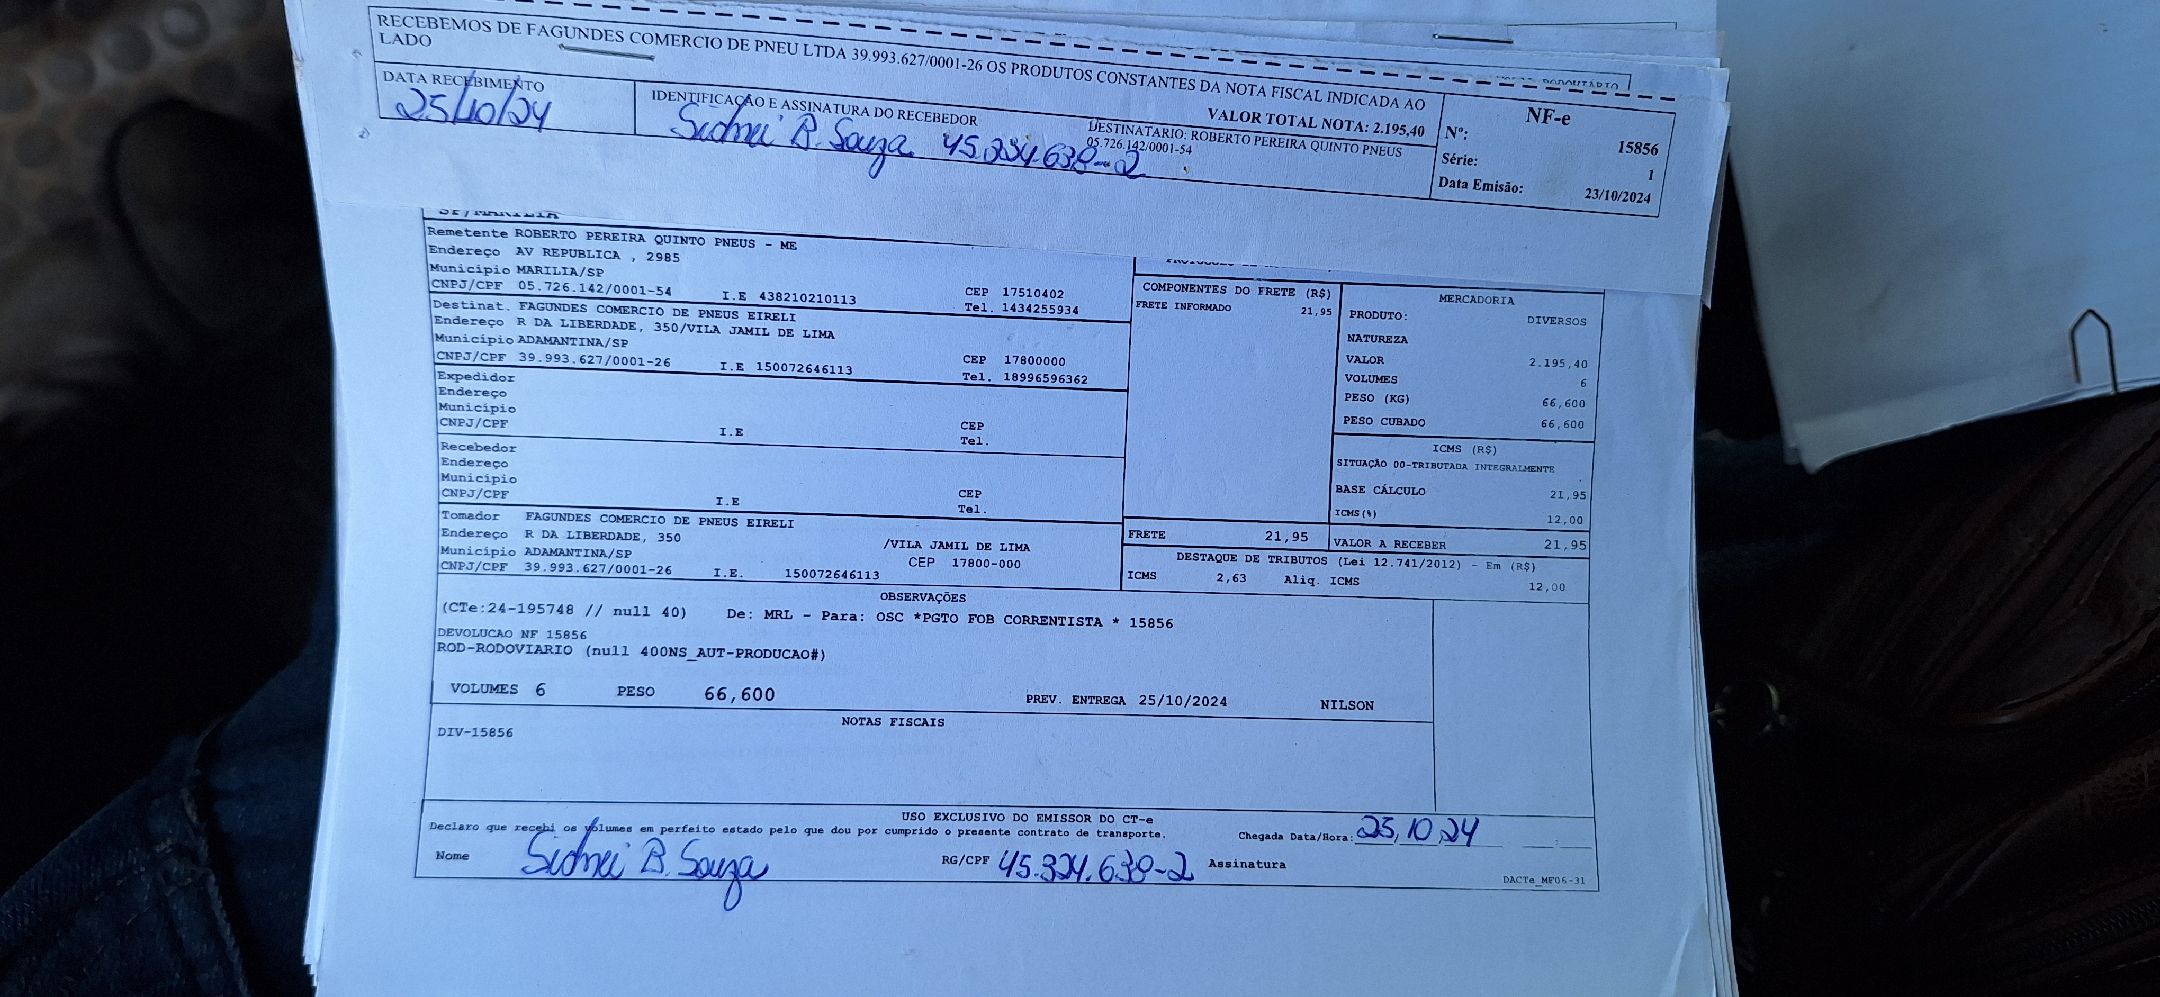 RECEBEMOS DE FAGUNDES COMERCIO DE PNEU LTDA 39.993.627/0001-26 OS PRODUTOS CONSTANTES DA NOTA FISCAL INDICADA AO
LADO
VALOR TOTAL NOTA: 2.195,40
DATA RECEBIMENTO
25/10/24
IDENTIFICAÇÃO E ASSINATURA DO RECEBEDOR
Sidnei B. Souza 45.324.638-2
DESTINATARIO: ROBERTO PEREIRA QUINTO PNEUS
05.726.142/0001-54
NF-e
Nº: 15856
Série: 1
Data Emisão: 23/10/2024
SP/MARILIA
Remetente ROBERTO PEREIRA QUINTO PNEUS - ME
Endereço AV REPUBLICA , 2985
Município MARILIA/SP CEP 17510402
CNPJ/CPF 05.726.142/0001-54 I.E 438210210113 Tel. 1434255934
Destinat. FAGUNDES COMERCIO DE PNEUS EIRELI
Endereço R DA LIBERDADE, 350/VILA JAMIL DE LIMA
Município ADAMANTINA/SP CEP 17800000
CNPJ/CPF 39.993.627/0001-26 I.E 150072646113 Tel. 18996596362
Expedidor
Endereço
Município CEP
CNPJ/CPF I.E Tel.
Recebedor
Endereço
Município CEP
CNPJ/CPF I.E Tel.
Tomador FAGUNDES COMERCIO DE PNEUS EIRELI
Endereço R DA LIBERDADE, 350 /VILA JAMIL DE LIMA
Município ADAMANTINA/SP CEP 17800-000
CNPJ/CPF 39.993.627/0001-26 I.E. 150072646113
COMPONENTES DO FRETE (R$)
FRETE INFORMADO 21,95
MERCADORIA
PRODUTO: DIVERSOS
NATUREZA
VALOR 2.195,40
VOLUMES 6
PESO (KG) 66,600
PESO CUBADO 66,600
ICMS (R$)
SITUAÇÃO 00-TRIBUTADA INTEGRALMENTE
BASE CÁLCULO 21,95
ICMS(%) 12,00
FRETE 21,95 VALOR A RECEBER 21,95
DESTAQUE DE TRIBUTOS (Lei 12.741/2012) - Em (R$)
ICMS 2,63 Aliq. ICMS 12,00
OBSERVAÇÕES
(CTe:24-195748 // null 40) De: MRL - Para: OSC *PGTO FOB CORRENTISTA * 15856
DEVOLUCAO NF 15856
ROD-RODOVIARIO (null 400NS_AUT-PRODUCAO#)
VOLUMES 6 PESO 66,600 PREV. ENTREGA 25/10/2024 NILSON
NOTAS FISCAIS
DIV-15856
USO EXCLUSIVO DO EMISSOR DO CT-e
Declaro que recebi os volumes em perfeito estado pelo que dou por cumprido o presente contrato de transporte. Chegada Data/Hora: 25,10,24
Nome Sidnei B. Souza RG/CPF 45.324.638-2 Assinatura
DACTe_MF06-31